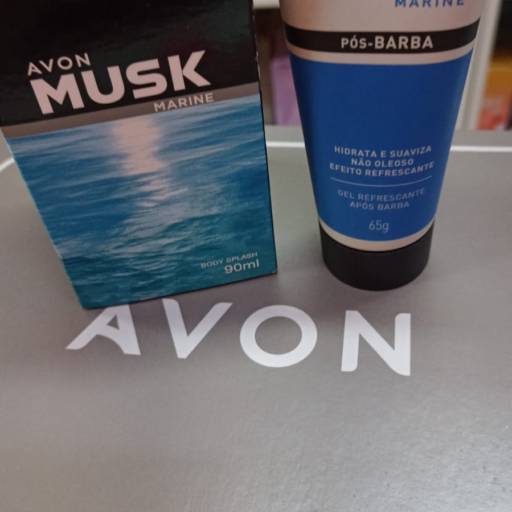 AVON
MUSK
MARINE
BODY SPLASH
90ml
MARINE
PÓS-BARBA
HIDRATA E SUAVIZA
NÃO OLEOSO
EFEITO REFRESCANTE
GEL REFRESCANTE
APÓS BARBA
65g
AVON